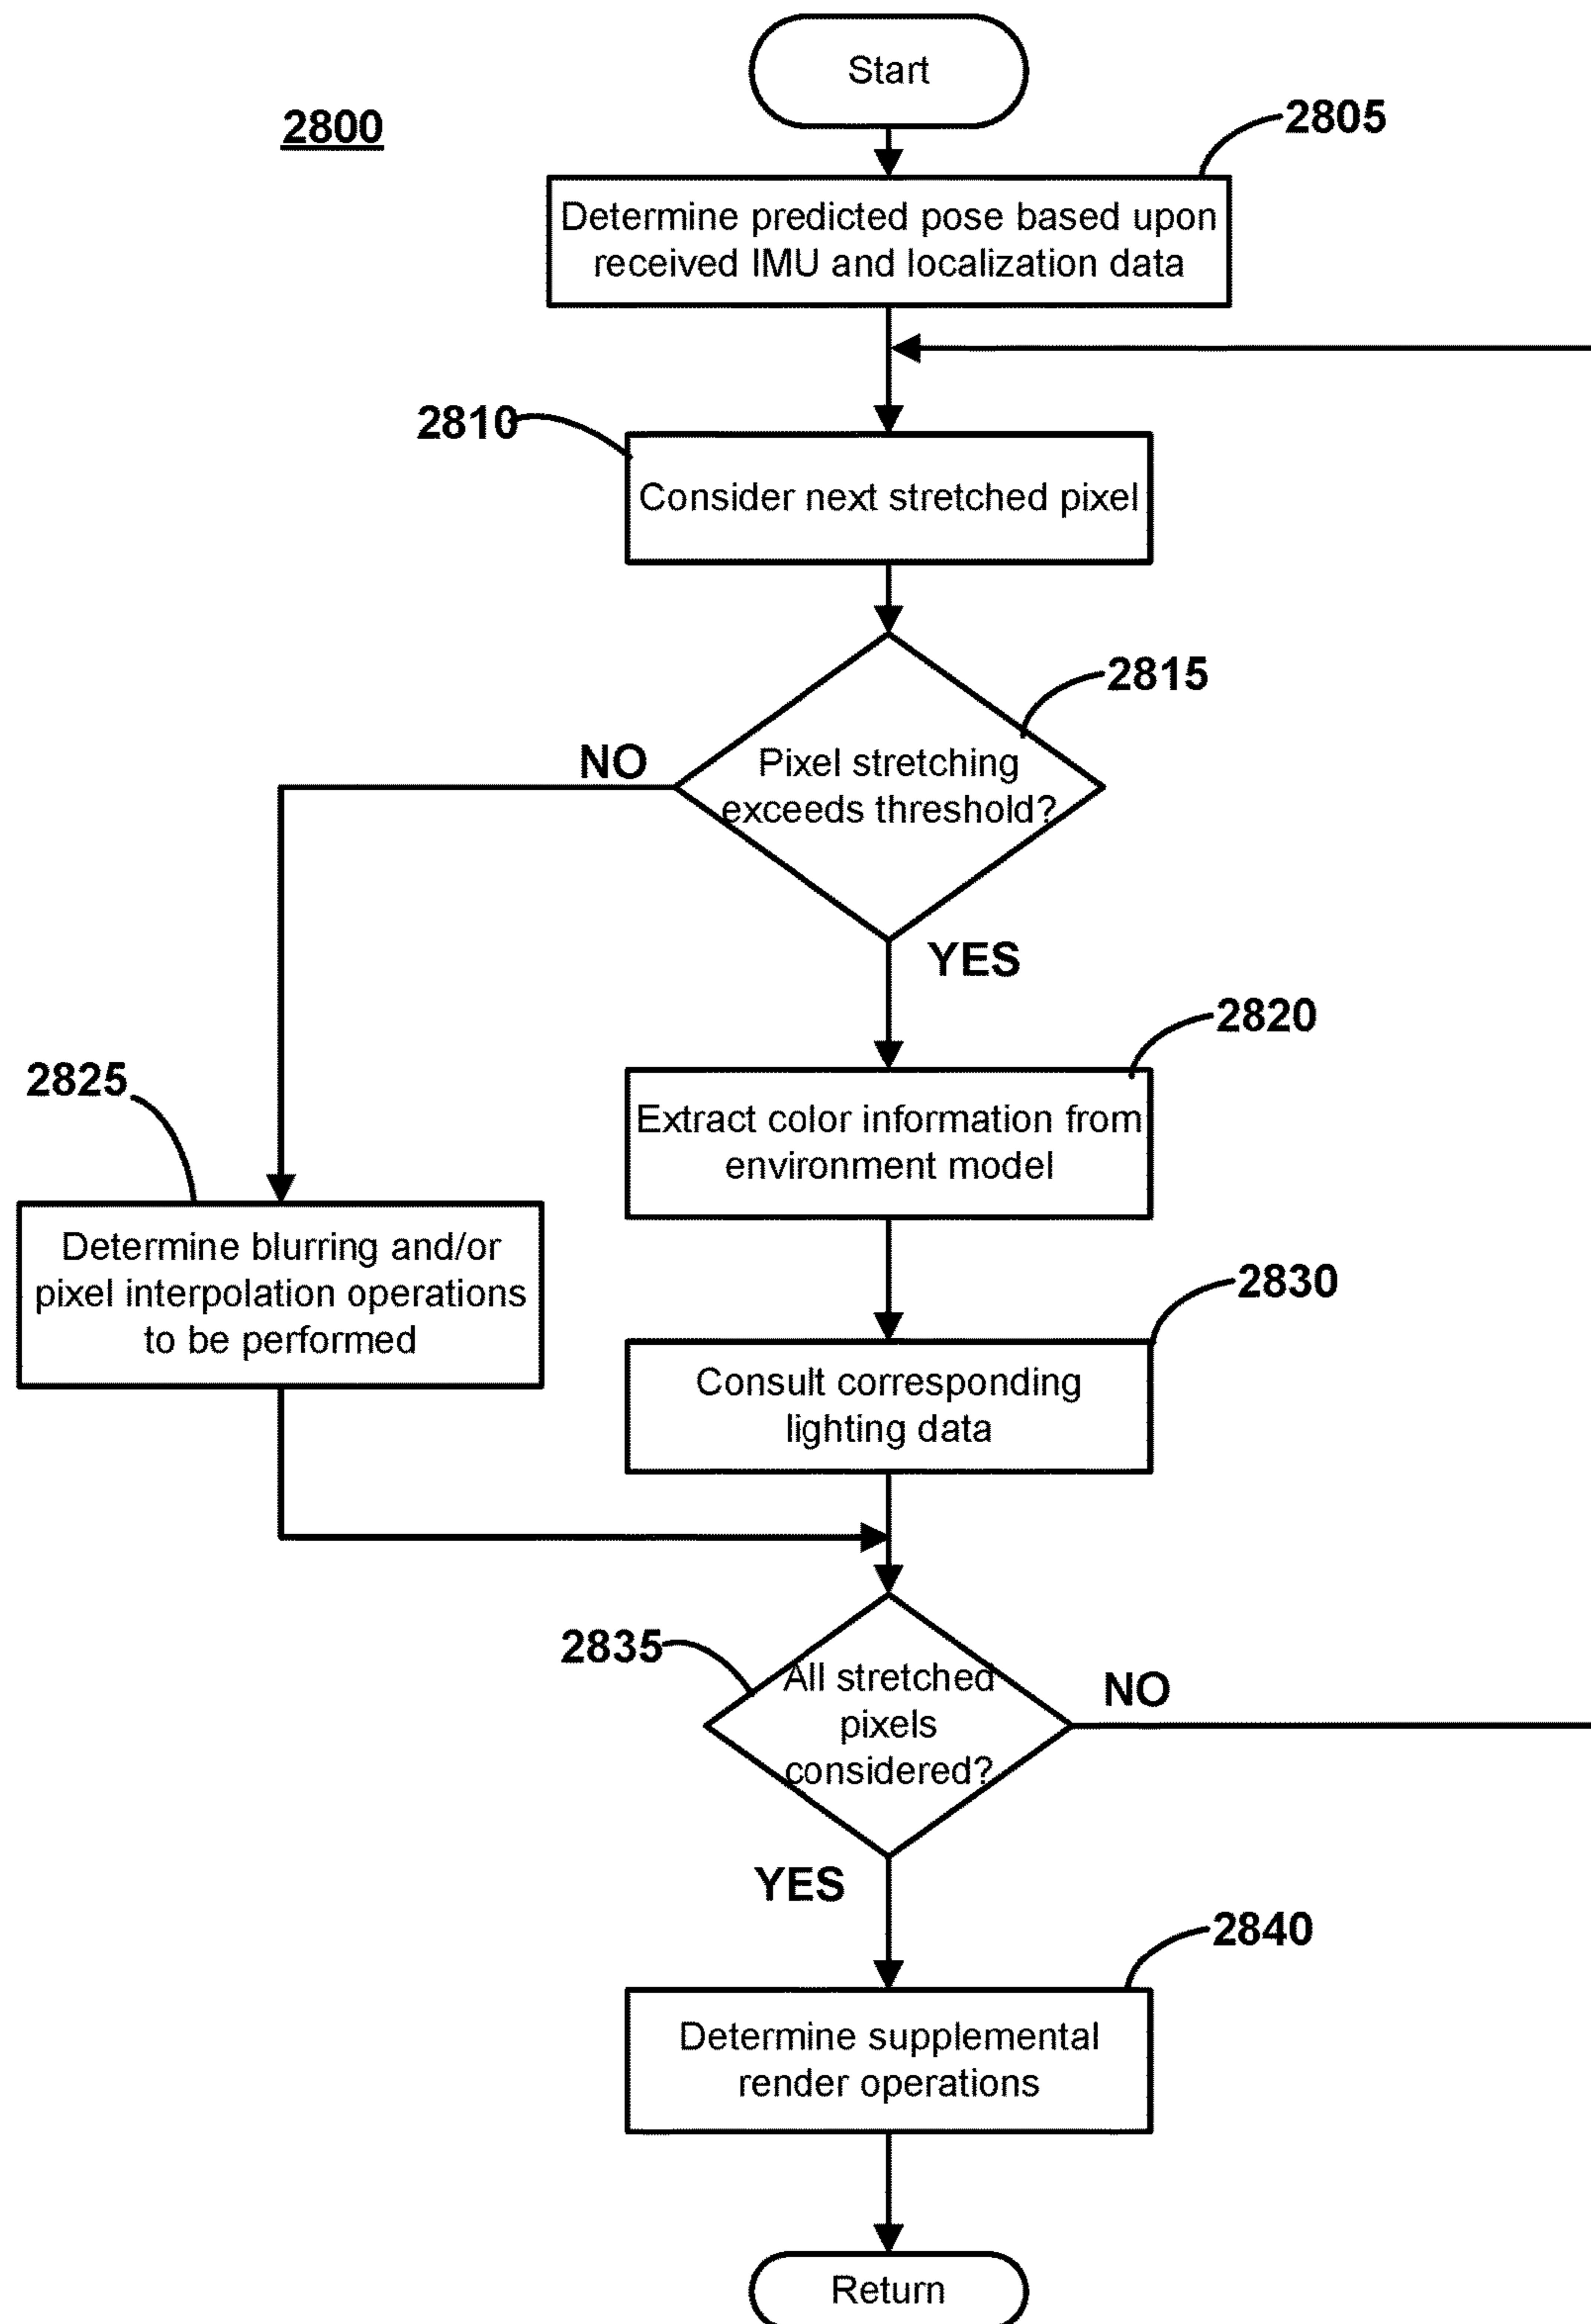 Start
2800
2805
Determine predicted pose based upon
received IMU and localization data
2810
Consider next stretched pixel
2815
NO
Pixel stretching
exceeds threshold?
YES
2820
2825
Extract color information from
environment model
Determine blurring and/or
pixel interpolation operations
to be performed
2830
Consult corresponding
lighting data
2835
All stretched
pixels
considered?
NO
YES
2840
Determine supplemental
render operations
Return